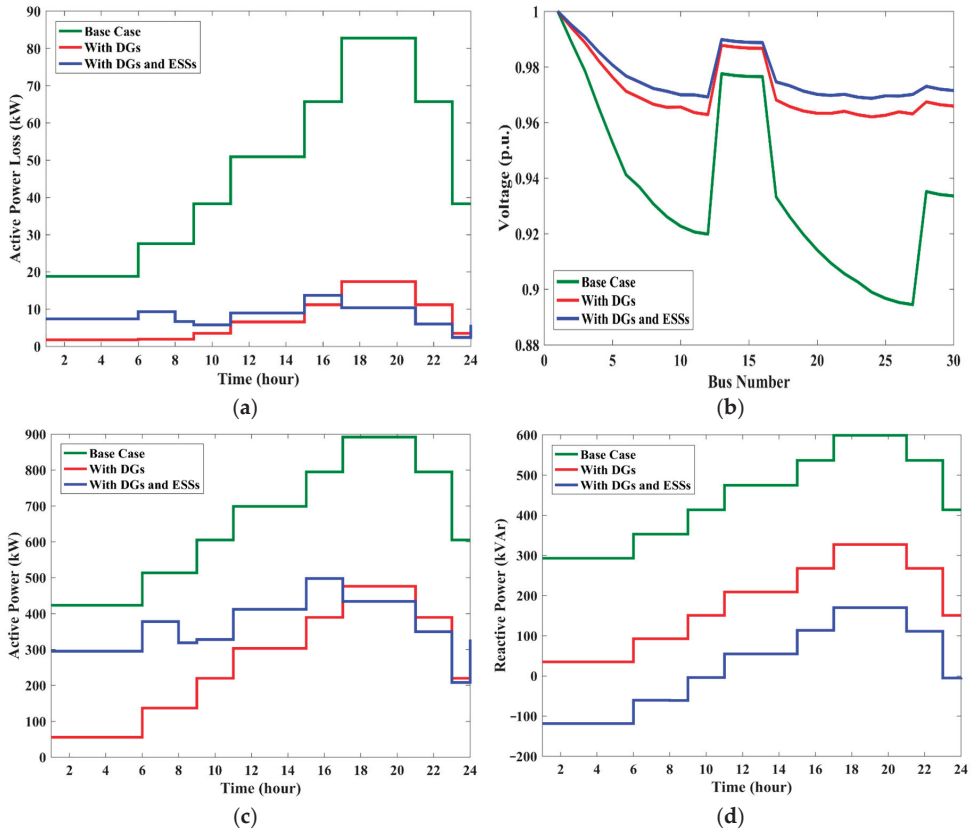 90
80
70
60
50
40
30
20
10
0
Active Power Loss (kW)
Base Case
With DGs
With DGs and ESSs
2 4 6 8 10 12 14 16 18 20 22 24
Time (hour)
(a)
1
0.98
0.96
0.94
0.92
0.9
0.88
Voltage (p.u.)
Base Case
With DGs
With DGs and ESSs
0 5 10 15 20 25 30
Bus Number
(b)
900
800
700
600
500
400
300
200
100
0
Active Power (kW)
Base Case
With DGs
With DGs and ESSs
2 4 6 8 10 12 14 16 18 20 22 24
Time (hour)
(c)
600
500
400
300
200
100
0
−100
−200
Reactive Power (kVAr)
Base Case
With DGs
With DGs and ESSs
2 4 6 8 10 12 14 16 18 20 22 24
Time (hour)
(d)